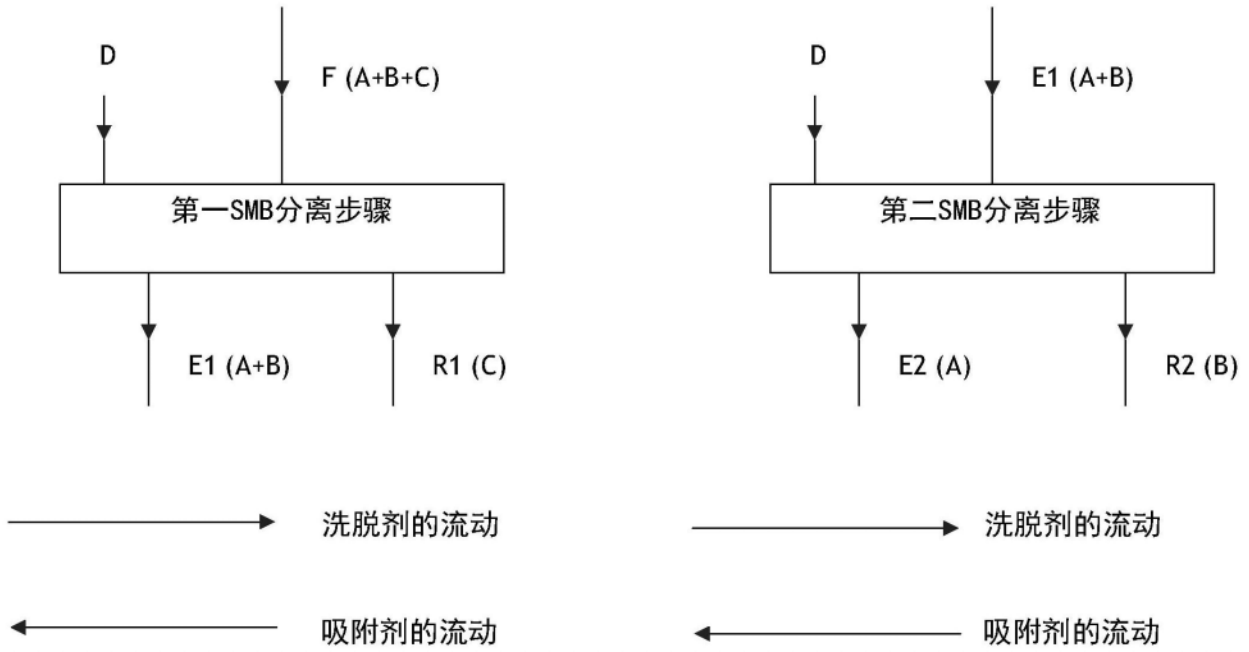 D
F (A+B+C)
第一SMB分离步骤
E1 (A+B)
R1 (C)
洗脱剂的流动
吸附剂的流动
D
E1 (A+B)
第二SMB分离步骤
E2 (A)
R2 (B)
洗脱剂的流动
吸附剂的流动